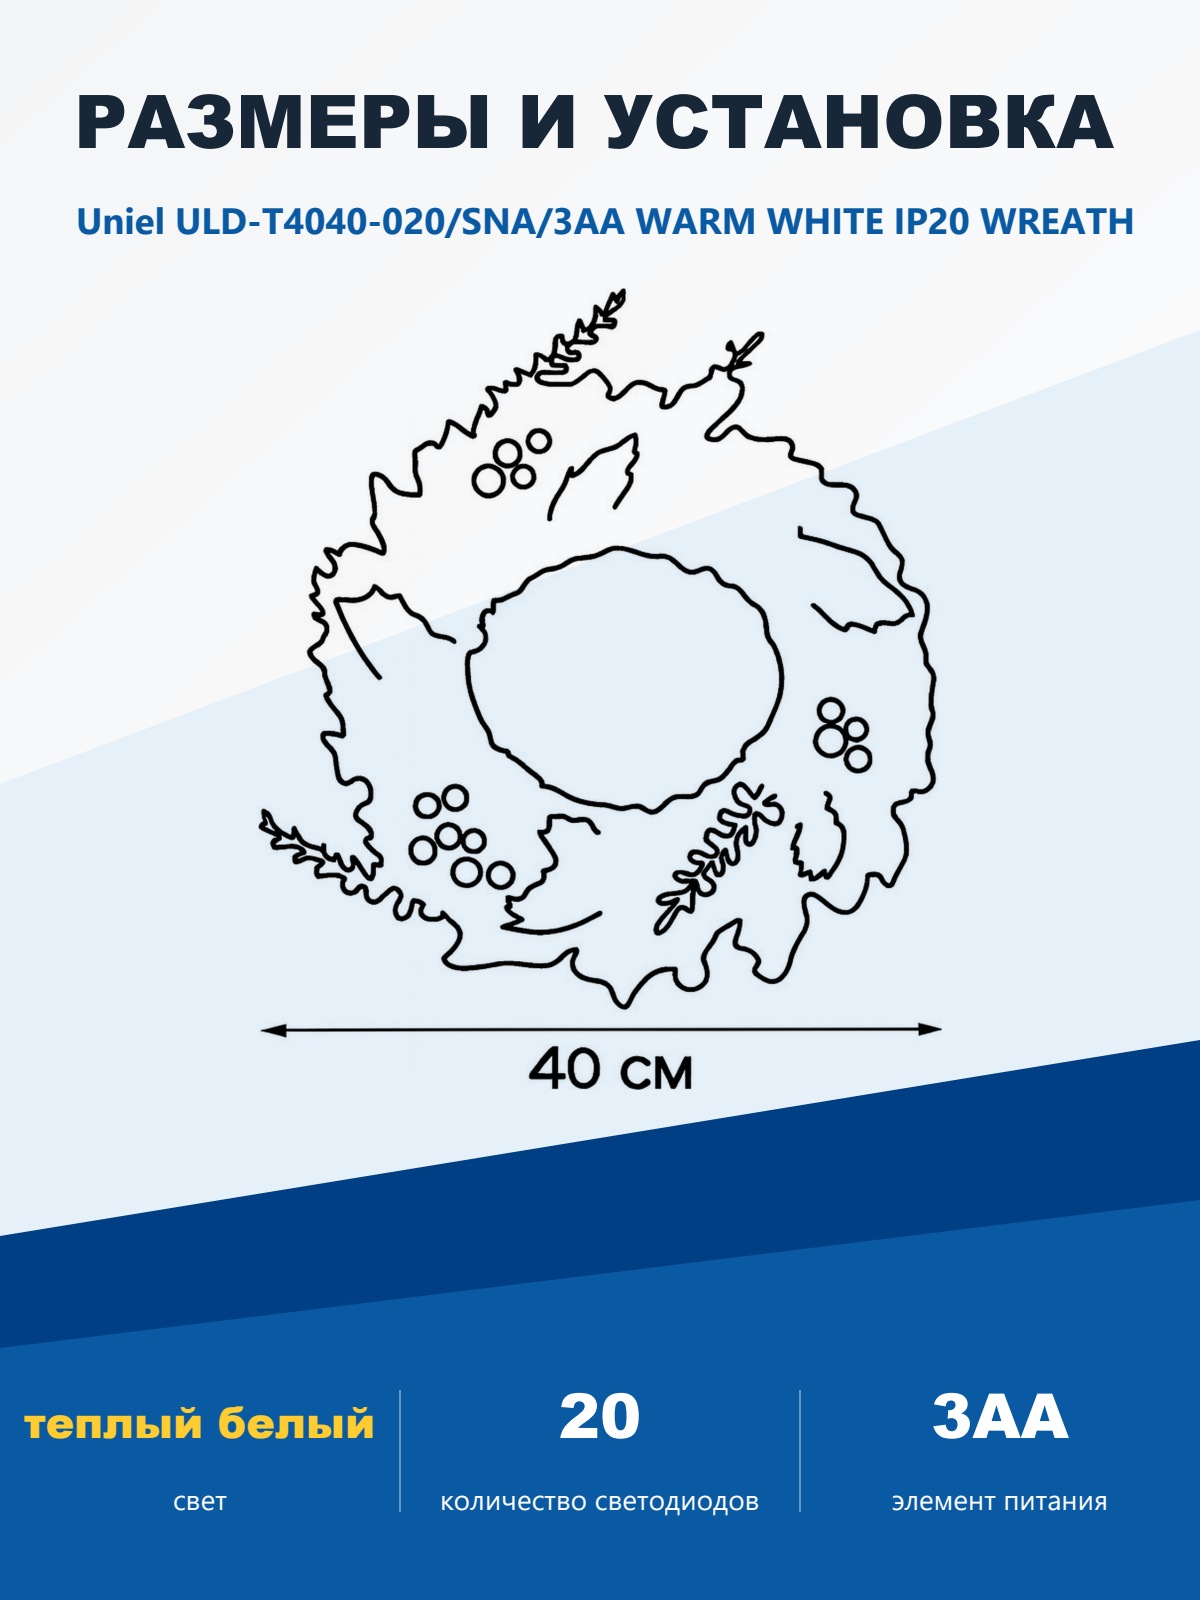 РАЗМЕРЫ И УСТАНОВКА
Uniel ULD-T4040-020/SNA/3AA WARM WHITE IP20 WREATH
40 см
теплый белый
свет
20
количество светодиодов
3АА
элемент питания